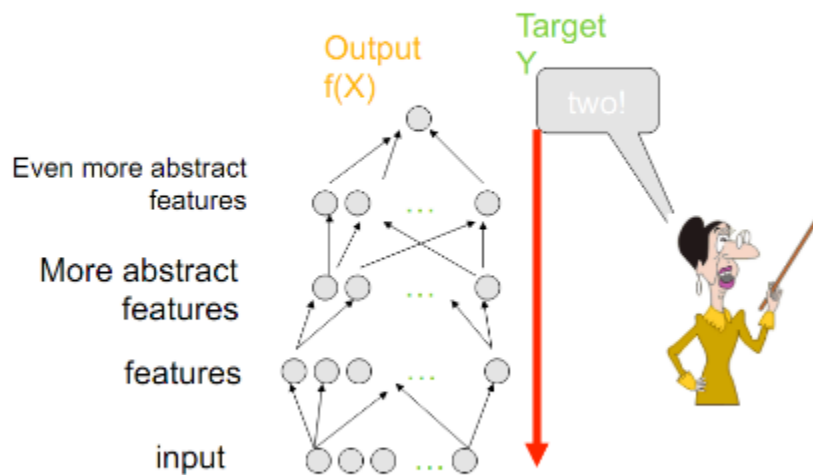 Output
f(X)
Target
Y
two!
Even more abstract
features
...
More abstract
features
...
features
...
input
...